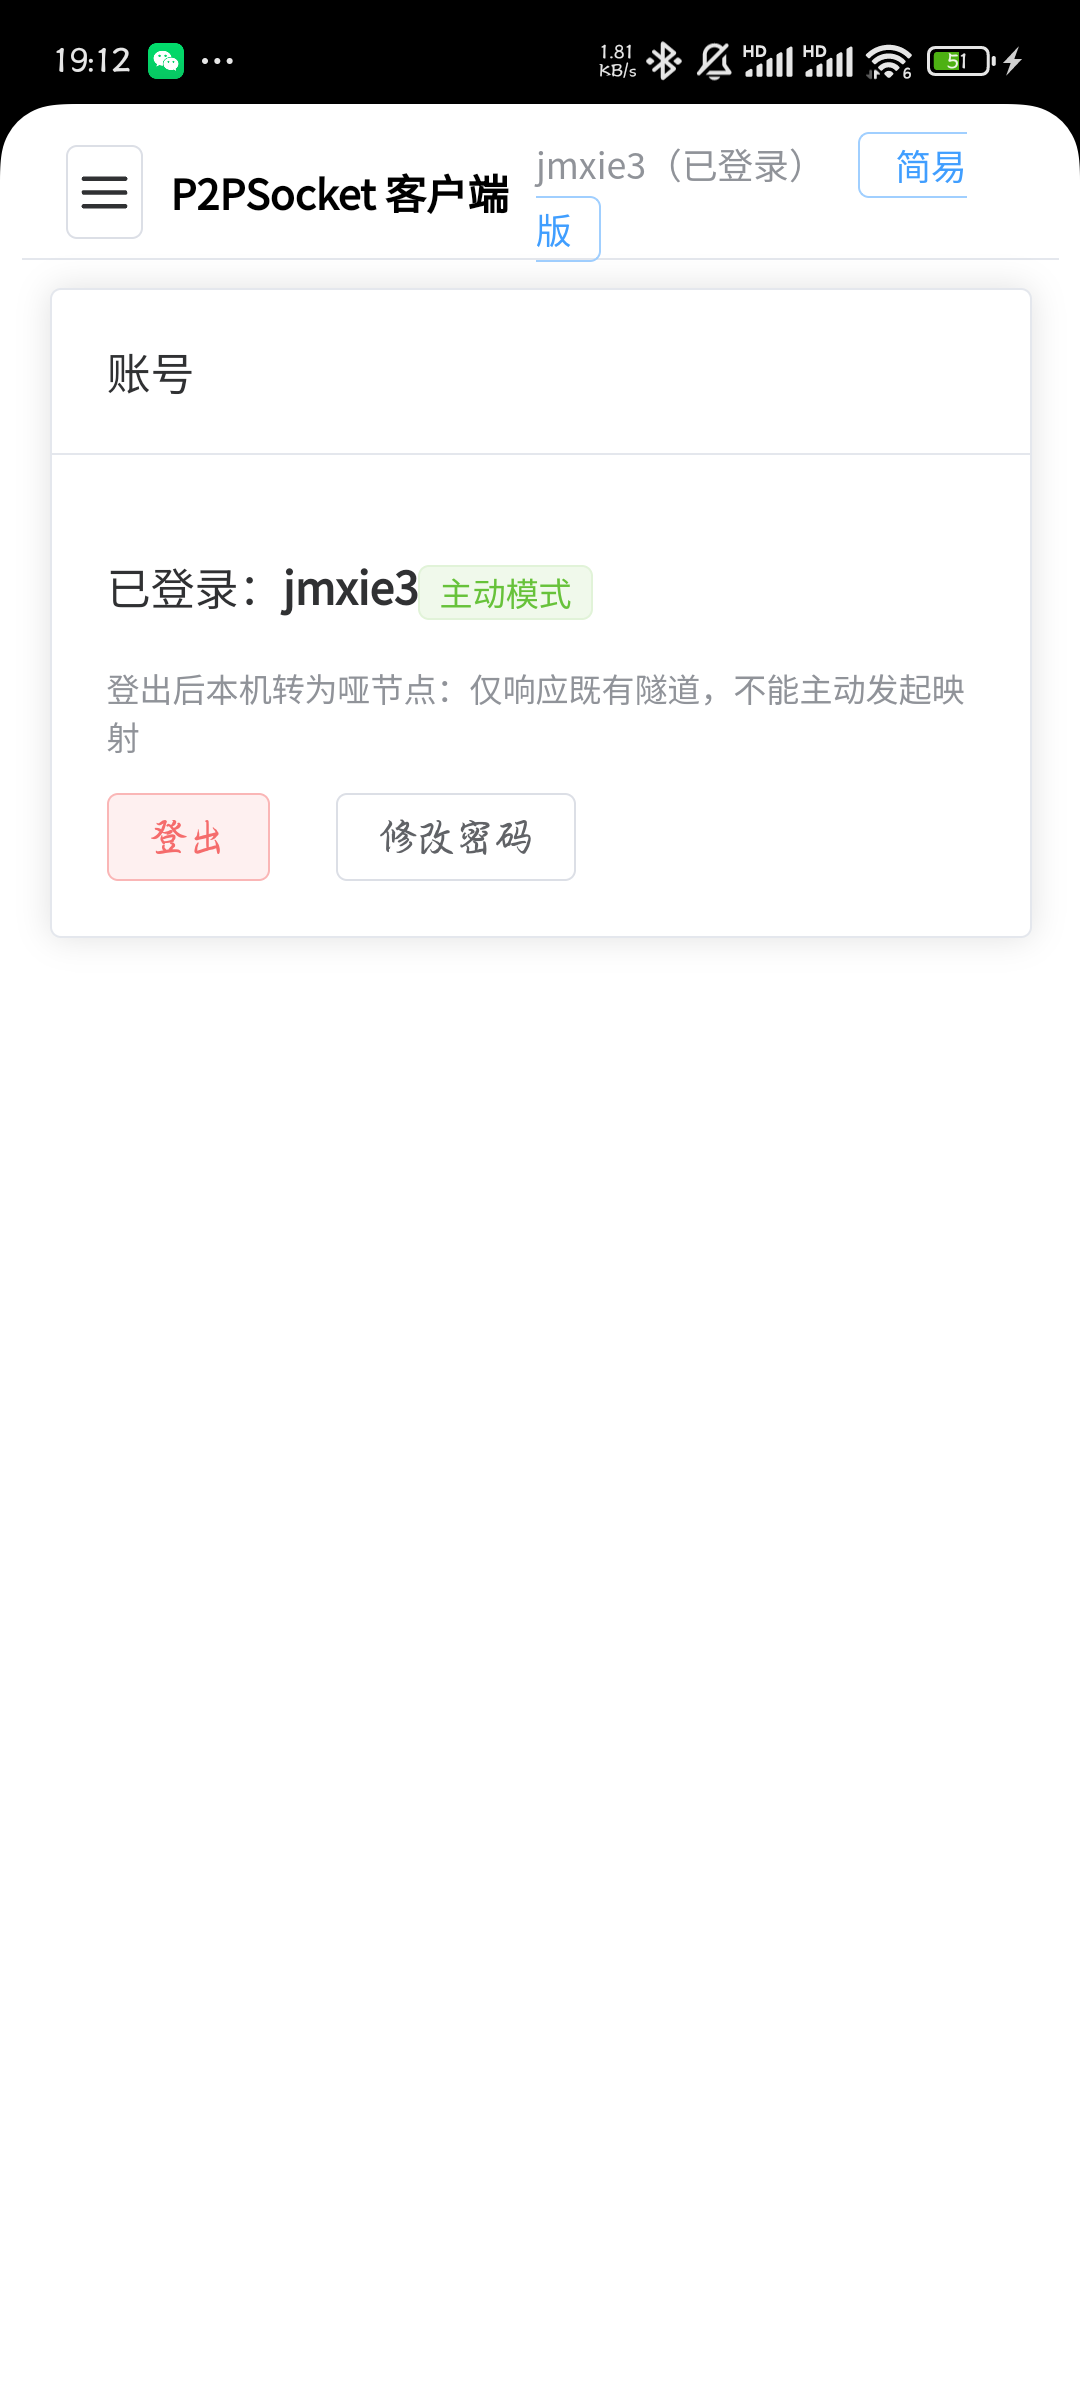 19:12
1.81
KB/s
HD
HD
6
51
P2PSocket 客户端
jmxie3（已登录）
简易
版
账号
已登录：jmxie3
主动模式
登出后本机转为哑节点：仅响应既有隧道，不能主动发起映
射
登出
修改密码